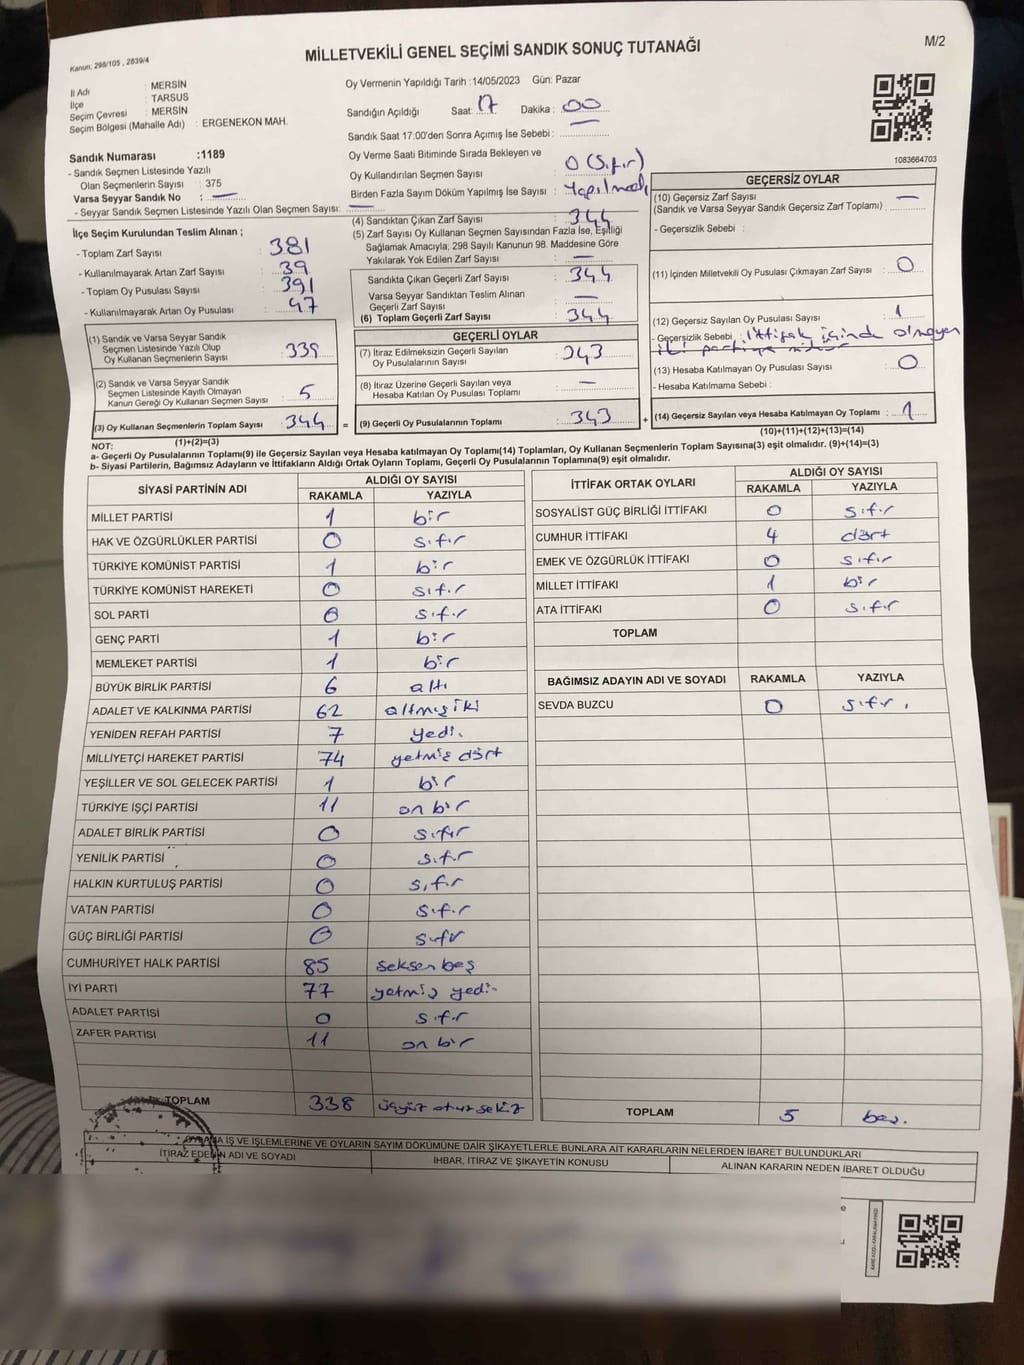 Kanun: 298/105 , 2839/4
MİLLETVEKİLİ GENEL SEÇİMİ SANDIK SONUÇ TUTANAĞI
M/2
İl Adı : MERSİN
İlçe : TARSUS
Seçim Çevresi : MERSİN
Seçim Bölgesi (Mahalle Adı) : ERGENEKON MAH.
Oy Vermenin Yapıldığı Tarih :14/05/2023 Gün: Pazar
Sandığın Açıldığı Saat: 17 Dakika : 00
Sandık Saat 17:00'den Sonra Açımış İse Sebebi :
Oy Verme Saati Bitiminde Sırada Bekleyen ve
Oy Kullandırılan Seçmen Sayısı : 0 (Sıfır)
Birden Fazla Sayım Döküm Yapılmış İse Sayısı : Yapılmadı
1083664703
Sandık Numarası :1189
- Sandık Seçmen Listesinde Yazılı
Olan Seçmenlerin Sayısı : 375
Varsa Seyyar Sandık No : —
- Seyyar Sandık Seçmen Listesinde Yazılı Olan Seçmen Sayısı: —
İlçe Seçim Kurulundan Teslim Alınan ;
- Toplam Zarf Sayısı : 381
- Kullanılmayarak Artan Zarf Sayısı : 39
- Toplam Oy Pusulası Sayısı : 391
- Kullanılmayarak Artan Oy Pusulası : 47
(1) Sandık ve Varsa Seyyar Sandık
Seçmen Listesinde Yazılı Olup
Oy Kullanan Seçmenlerin Sayısı : 339
(2) Sandık ve Varsa Seyyar Sandık
Seçmen Listesinde Kayıtlı Olmayan
Kanun Gereği Oy Kullanan Seçmen Sayısı : 5
(3) Oy Kullanan Seçmenlerin Toplam Sayısı : 344
(1)+(2)=(3)
(4) Sandıktan Çıkan Zarf Sayısı : 344
(5) Zarf Sayısı Oy Kullanan Seçmen Sayısından Fazla İse, Eşitliği
Sağlamak Amacıyla; 298 Sayılı Kanunun 98. Maddesine Göre
Yakılarak Yok Edilen Zarf Sayısı : —
Sandıkta Çıkan Geçerli Zarf Sayısı : 344
Varsa Seyyar Sandıktan Teslim Alınan
Geçerli Zarf Sayısı : —
(6) Toplam Geçerli Zarf Sayısı : 344
GEÇERLİ OYLAR
(7) İtiraz Edilmeksizin Geçerli Sayılan
Oy Pusulalarının Sayısı : 343
(8) İtiraz Üzerine Geçerli Sayılan veya
Hesaba Katılan Oy Pusulası Toplamı : —
= (9) Geçerli Oy Pusulalarının Toplamı : 343
GEÇERSİZ OYLAR
(10) Geçersiz Zarf Sayısı : —
(Sandık ve Varsa Seyyar Sandık Geçersiz Zarf Toplamı) :
- Geçersizlik Sebebi :
(11) İçinden Milletvekili Oy Pusulası Çıkmayan Zarf Sayısı : 0
(12) Geçersiz Sayılan Oy Pusulası Sayısı : 1
- Geçersizlik Sebebi : İttifak içinde olmayan
iki partiye
(13) Hesaba Katılmayan Oy Pusulası Sayısı : 0
- Hesaba Katılmama Sebebi :
+ (14) Geçersiz Sayılan veya Hesaba Katılmayan Oy Toplamı : 1
(10)+(11)+(12)+(13)=(14)
NOT:
a- Geçerli Oy Pusulalarının Toplamı(9) ile Geçersiz Sayılan veya Hesaba katılmayan Oy Toplamı(14) Toplamları, Oy Kullanan Seçmenlerin Toplam Sayısına(3) eşit olmalıdır. (9)+(14)=(3)
b- Siyasi Partilerin, Bağımsız Adayların ve İttifakların Aldığı Ortak Oyların Toplamı, Geçerli Oy Pusulalarının Toplamına(9) eşit olmalıdır.
SİYASİ PARTİNİN ADI ALDIĞI OY SAYISI
RAKAMLA YAZIYLA
MİLLET PARTİSİ 1 bir
HAK VE ÖZGÜRLÜKLER PARTİSİ 0 sıfır
TÜRKİYE KOMÜNİST PARTİSİ 1 bir
TÜRKİYE KOMÜNİST HAREKETİ 0 sıfır
SOL PARTİ 0 sıfır
GENÇ PARTİ 1 bir
MEMLEKET PARTİSİ 1 bir
BÜYÜK BİRLİK PARTİSİ 6 altı
ADALET VE KALKINMA PARTİSİ 62 altmış iki
YENİDEN REFAH PARTİSİ 7 yedi.
MİLLİYETÇİ HAREKET PARTİSİ 74 yetmiş dört
YEŞİLLER VE SOL GELECEK PARTİSİ 1 bir
TÜRKİYE İŞÇİ PARTİSİ 11 on bir
ADALET BİRLİK PARTİSİ 0 sıfır
YENİLİK PARTİSİ 0 sıfır
HALKIN KURTULUŞ PARTİSİ 0 sıfır
VATAN PARTİSİ 0 sıfır
GÜÇ BİRLİĞİ PARTİSİ 0 sıfır
CUMHURİYET HALK PARTİSİ 85 seksen beş
İYİ PARTİ 77 yetmiş yedi-
ADALET PARTİSİ 0 sıfır
ZAFER PARTİSİ 11 on bir
TOPLAM 338 üçyüz otuz sekiz
İTTİFAK ORTAK OYLARI ALDIĞI OY SAYISI
RAKAMLA YAZIYLA
SOSYALİST GÜÇ BİRLİĞİ İTTİFAKI 0 sıfır
CUMHUR İTTİFAKI 4 dört
EMEK VE ÖZGÜRLÜK İTTİFAKI 0 sıfır
MİLLET İTTİFAKI 1 bir
ATA İTTİFAKI 0 sıfır
TOPLAM
BAĞIMSIZ ADAYIN ADI VE SOYADI RAKAMLA YAZIYLA
SEVDA BUZCU 0 sıfır.
TOPLAM 5 beş.
OYLAMA İŞ VE İŞLEMLERİNE VE OYLARIN SAYIM DÖKÜMÜNE DAİR ŞİKAYETLERLE BUNLARA AİT KARARLARIN NELERDEN İBARET BULUNDUKLARI
İTİRAZ EDENİN ADI VE SOYADI İHBAR, İTİRAZ VE ŞİKAYETİN KONUSU ALINAN KARARIN NEDEN İBARET OLDUĞU